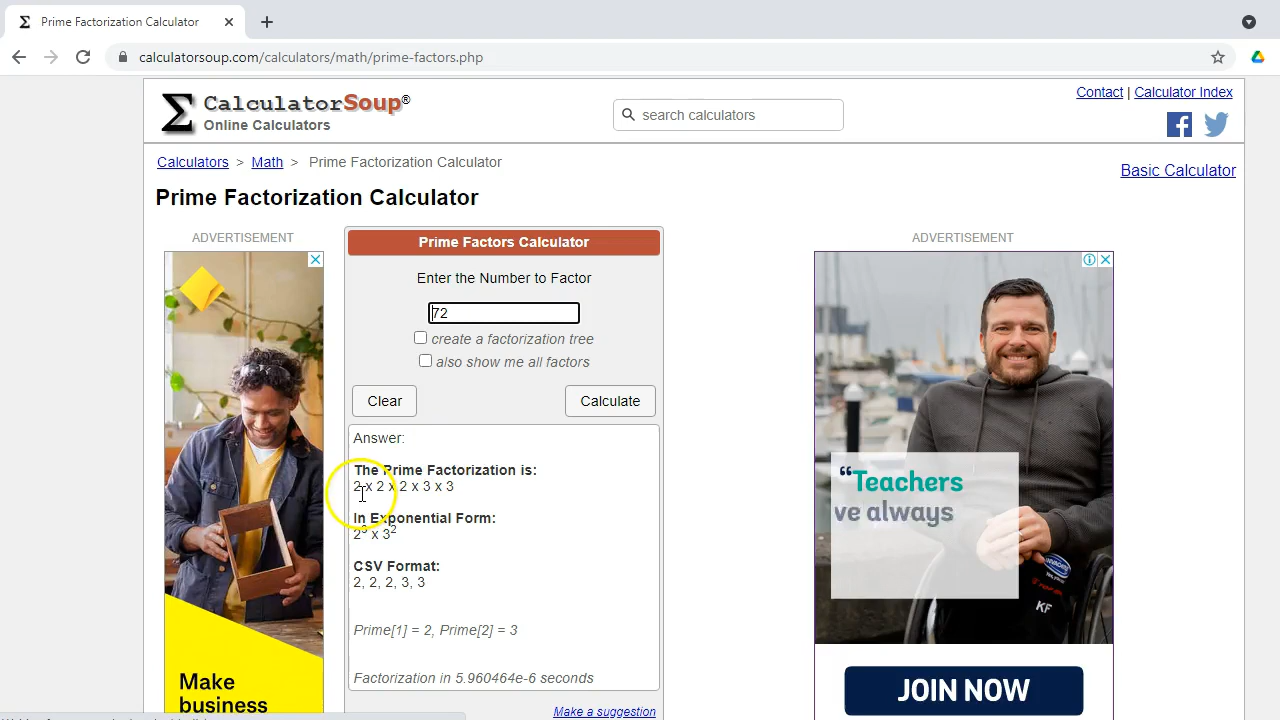 Prime Factorization Calculator
calculatorsoup.com/calculators/math/prime-factors.php
CalculatorSoup®
Online Calculators
search calculators
Contact | Calculator Index
Calculators > Math > Prime Factorization Calculator
Basic Calculator
Prime Factorization Calculator
ADVERTISEMENT
Make
business
Prime Factors Calculator
Enter the Number to Factor
72
create a factorization tree
also show me all factors
Clear
Calculate
Answer:
The Prime Factorization is:
2 x 2 x 2 x 3 x 3
In Exponential Form:
2³ x 3²
CSV Format:
2, 2, 2, 3, 3
Prime[1] = 2, Prime[2] = 3
Factorization in 5.960464e-6 seconds
Make a suggestion
ADVERTISEMENT
“Teachers
ve always
INVACARE
KF
JOIN NOW